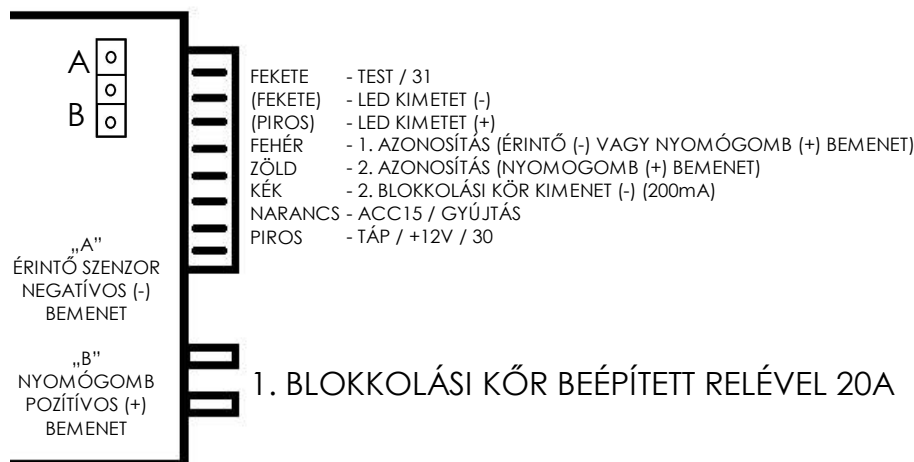 A
B
FEKETE - TEST / 31
(FEKETE) - LED KIMETET (-)
(PIROS) - LED KIMETET (+)
FEHÉR - 1. AZONOSÍTÁS (ÉRINTŐ (-) VAGY NYOMÓGOMB (+) BEMENET)
ZÖLD - 2. AZONOSÍTÁS (NYOMOGOMB (+) BEMENET)
KÉK - 2. BLOKKOLÁSI KÖR KIMENET (-) (200mA)
NARANCS - ACC15 / GYÚJTÁS
PIROS - TÁP / +12V / 30
„A”
ÉRINTŐ SZENZOR
NEGATÍVOS (-)
BEMENET
„B”
NYOMÓGOMB
POZÍTÍVOS (+)
BEMENET
1. BLOKKOLÁSI KŐR BEÉPÍTETT RELÉVEL 20A